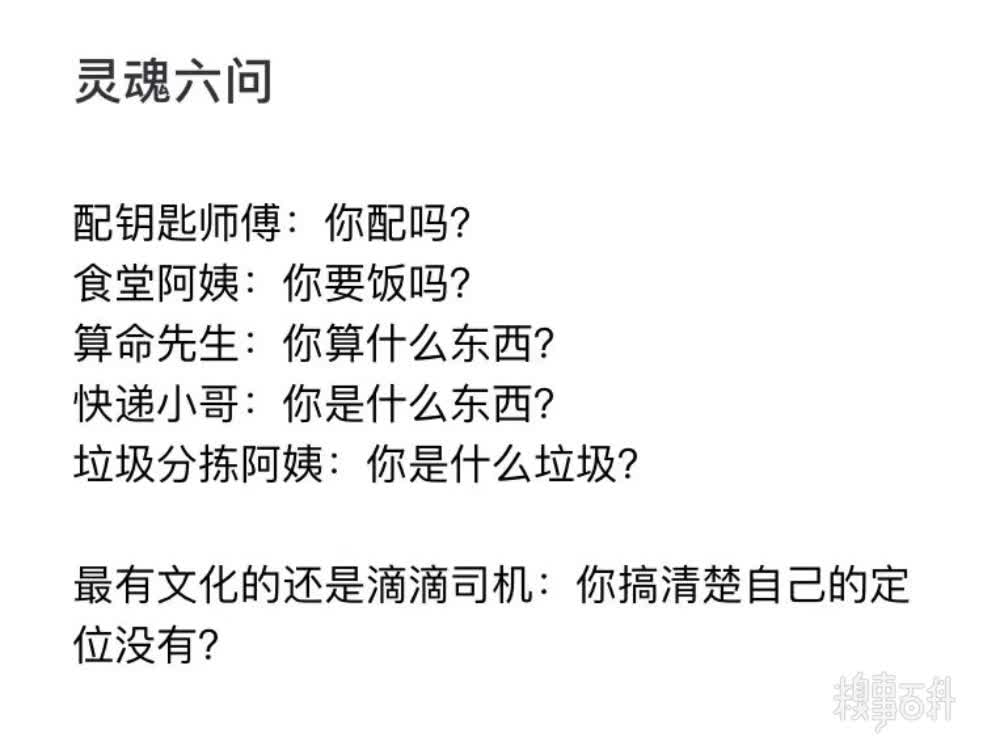 灵魂六问
配钥匙师傅：你配吗？
食堂阿姨：你要饭吗？
算命先生：你算什么东西？
快递小哥：你是什么东西？
垃圾分拣阿姨：你是什么垃圾？
最有文化的还是滴滴司机：你搞清楚自己的定
位没有？
糗事百科